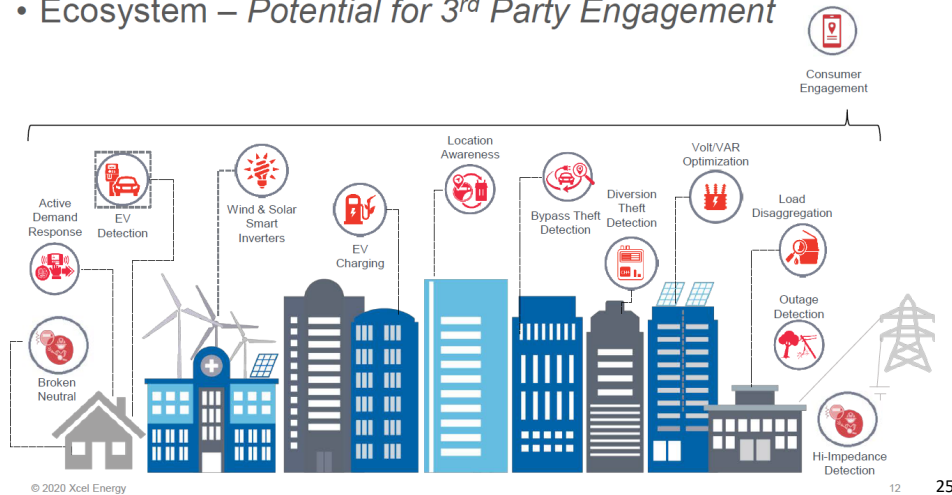 • Ecosystem – Potential for 3rd Party Engagement
Consumer
Engagement
Location
Awareness
Volt/VAR
Optimization
Active
Demand
Response
EV
Detection
Wind & Solar
Smart
Inverters
EV
Charging
Bypass Theft
Detection
Diversion
Theft
Detection
Load
Disaggregation
Outage
Detection
Broken
Neutral
Hi-Impedance
Detection
© 2020 Xcel Energy
12
25